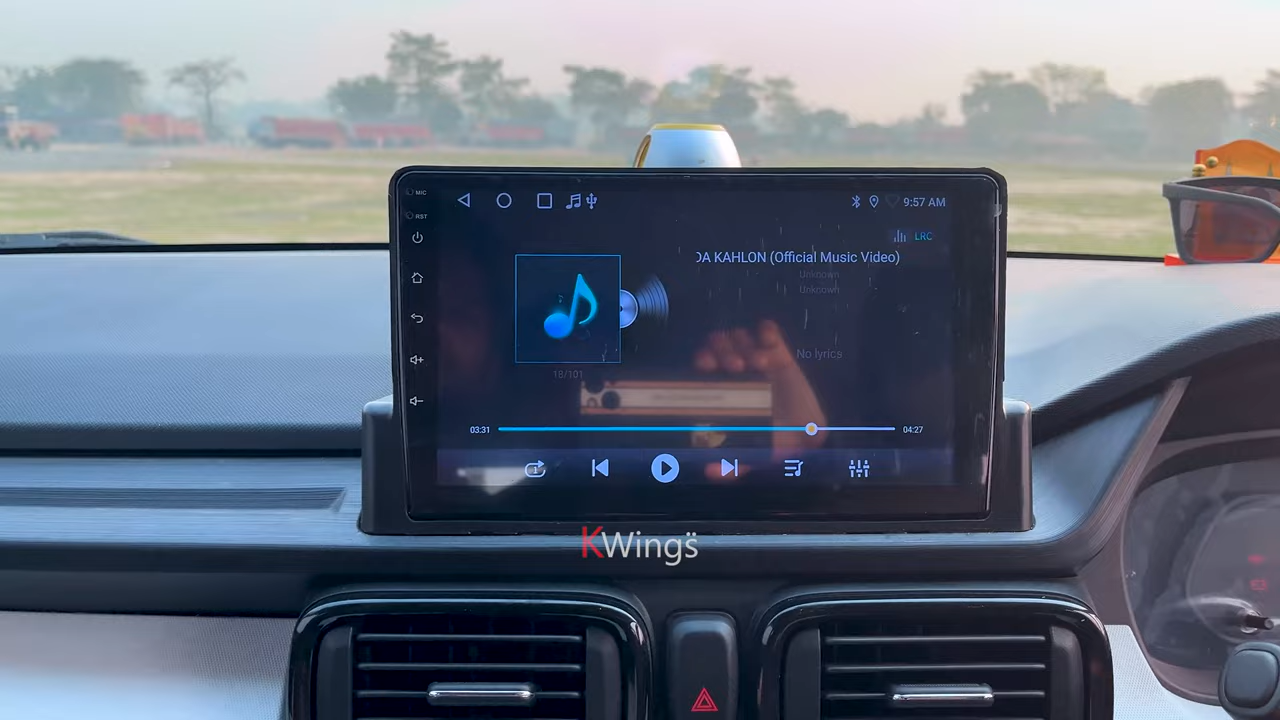 MIC
RST
9:57 AM
LRC
DA KAHLON (Official Music Video)
Unknown
Unknown
No lyrics
18/101
03:31
04:27
KWings